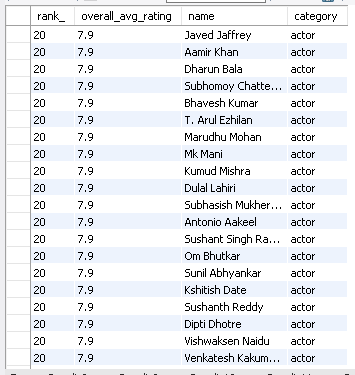 rank_ overall_avg_rating name category
20 7.9 Javed Jaffrey actor
20 7.9 Aamir Khan actor
20 7.9 Dharun Bala actor
20 7.9 Subhomoy Chatte... actor
20 7.9 Bhavesh Kumar actor
20 7.9 T. Arul Ezhilan actor
20 7.9 Marudhu Mohan actor
20 7.9 Mk Mani actor
20 7.9 Kumud Mishra actor
20 7.9 Dulal Lahiri actor
20 7.9 Subhasish Mukher... actor
20 7.9 Antonio Aakeel actor
20 7.9 Sushant Singh Ra... actor
20 7.9 Om Bhutkar actor
20 7.9 Sunil Abhyankar actor
20 7.9 Kshitish Date actor
20 7.9 Sushanth Reddy actor
20 7.9 Dipti Dhotre actor
20 7.9 Vishwaksen Naidu actor
20 7.9 Venkatesh Kakum... actor